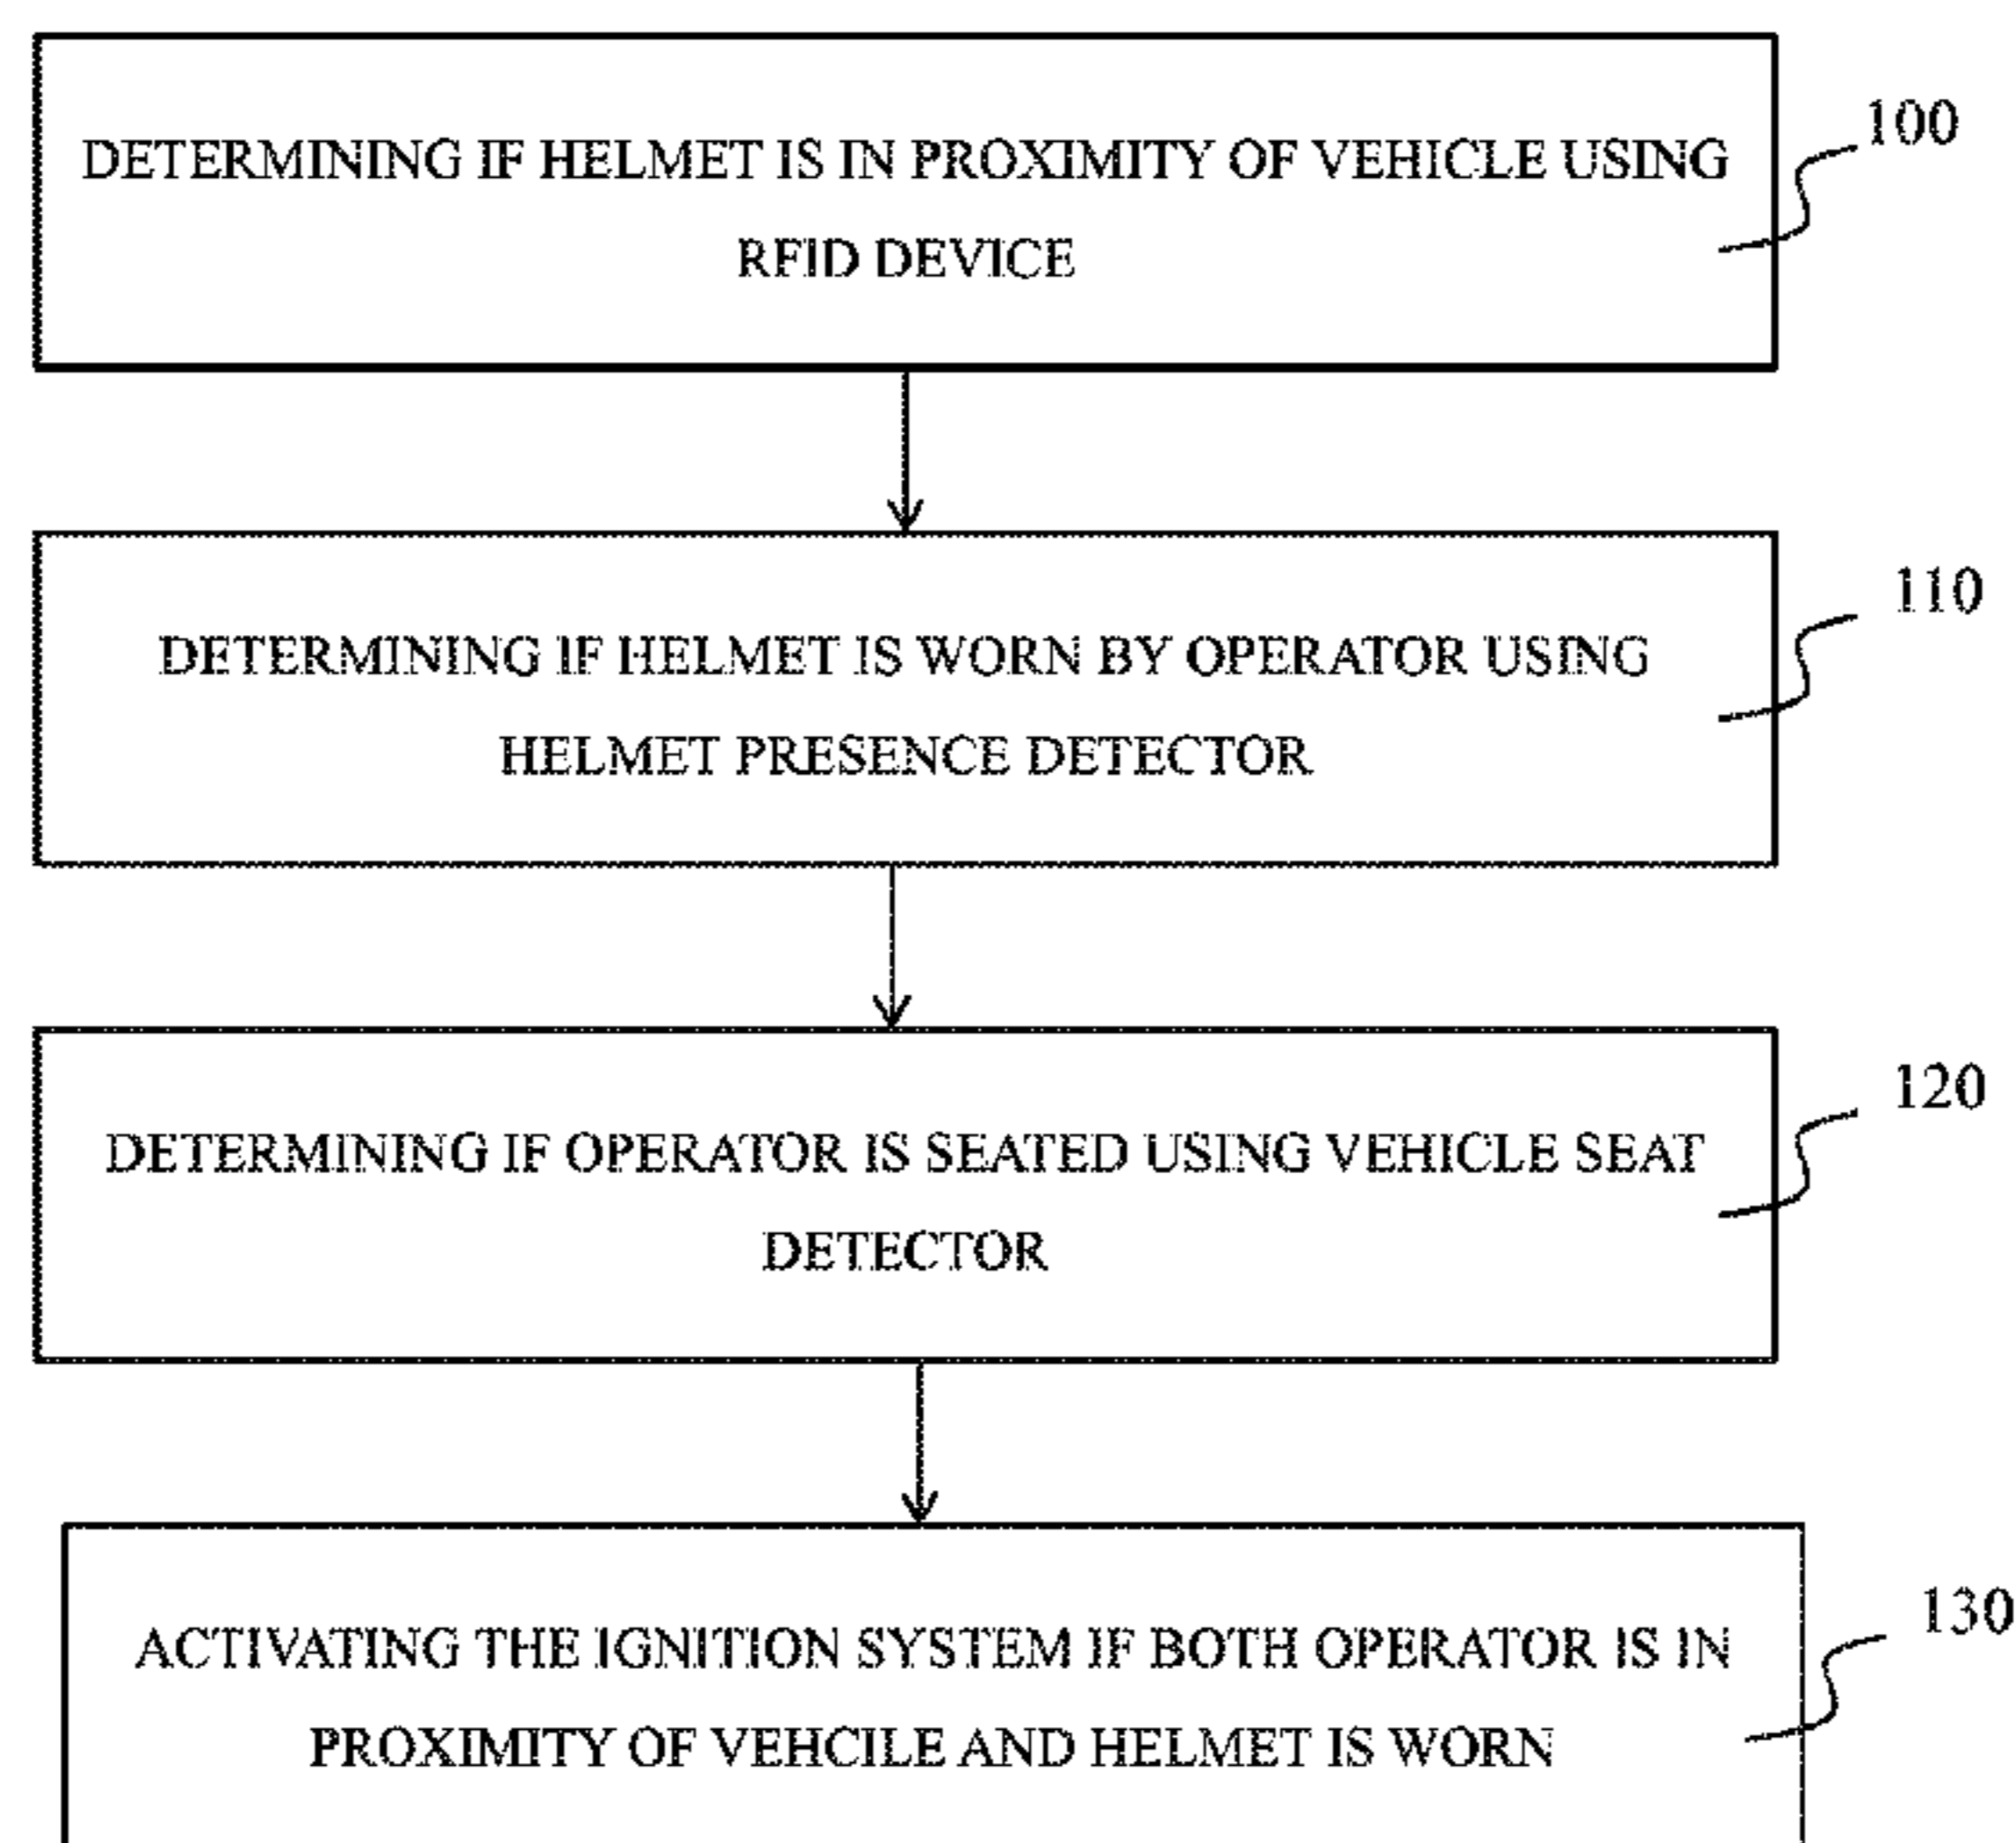 DETERMINING IF HELMET IS IN PROXIMITY OF VEHICLE USING
RFID DEVICE
100
DETERMINING IF HELMET IS WORN BY OPERATOR USING
HELMET PRESENCE DETECTOR
110
DETERMINING IF OPERATOR IS SEATED USING VEHICLE SEAT
DETECTOR
120
ACTIVATING THE IGNITION SYSTEM IF BOTH OPERATOR IS IN
PROXIMITY OF VEHCILE AND HELMET IS WORN
130